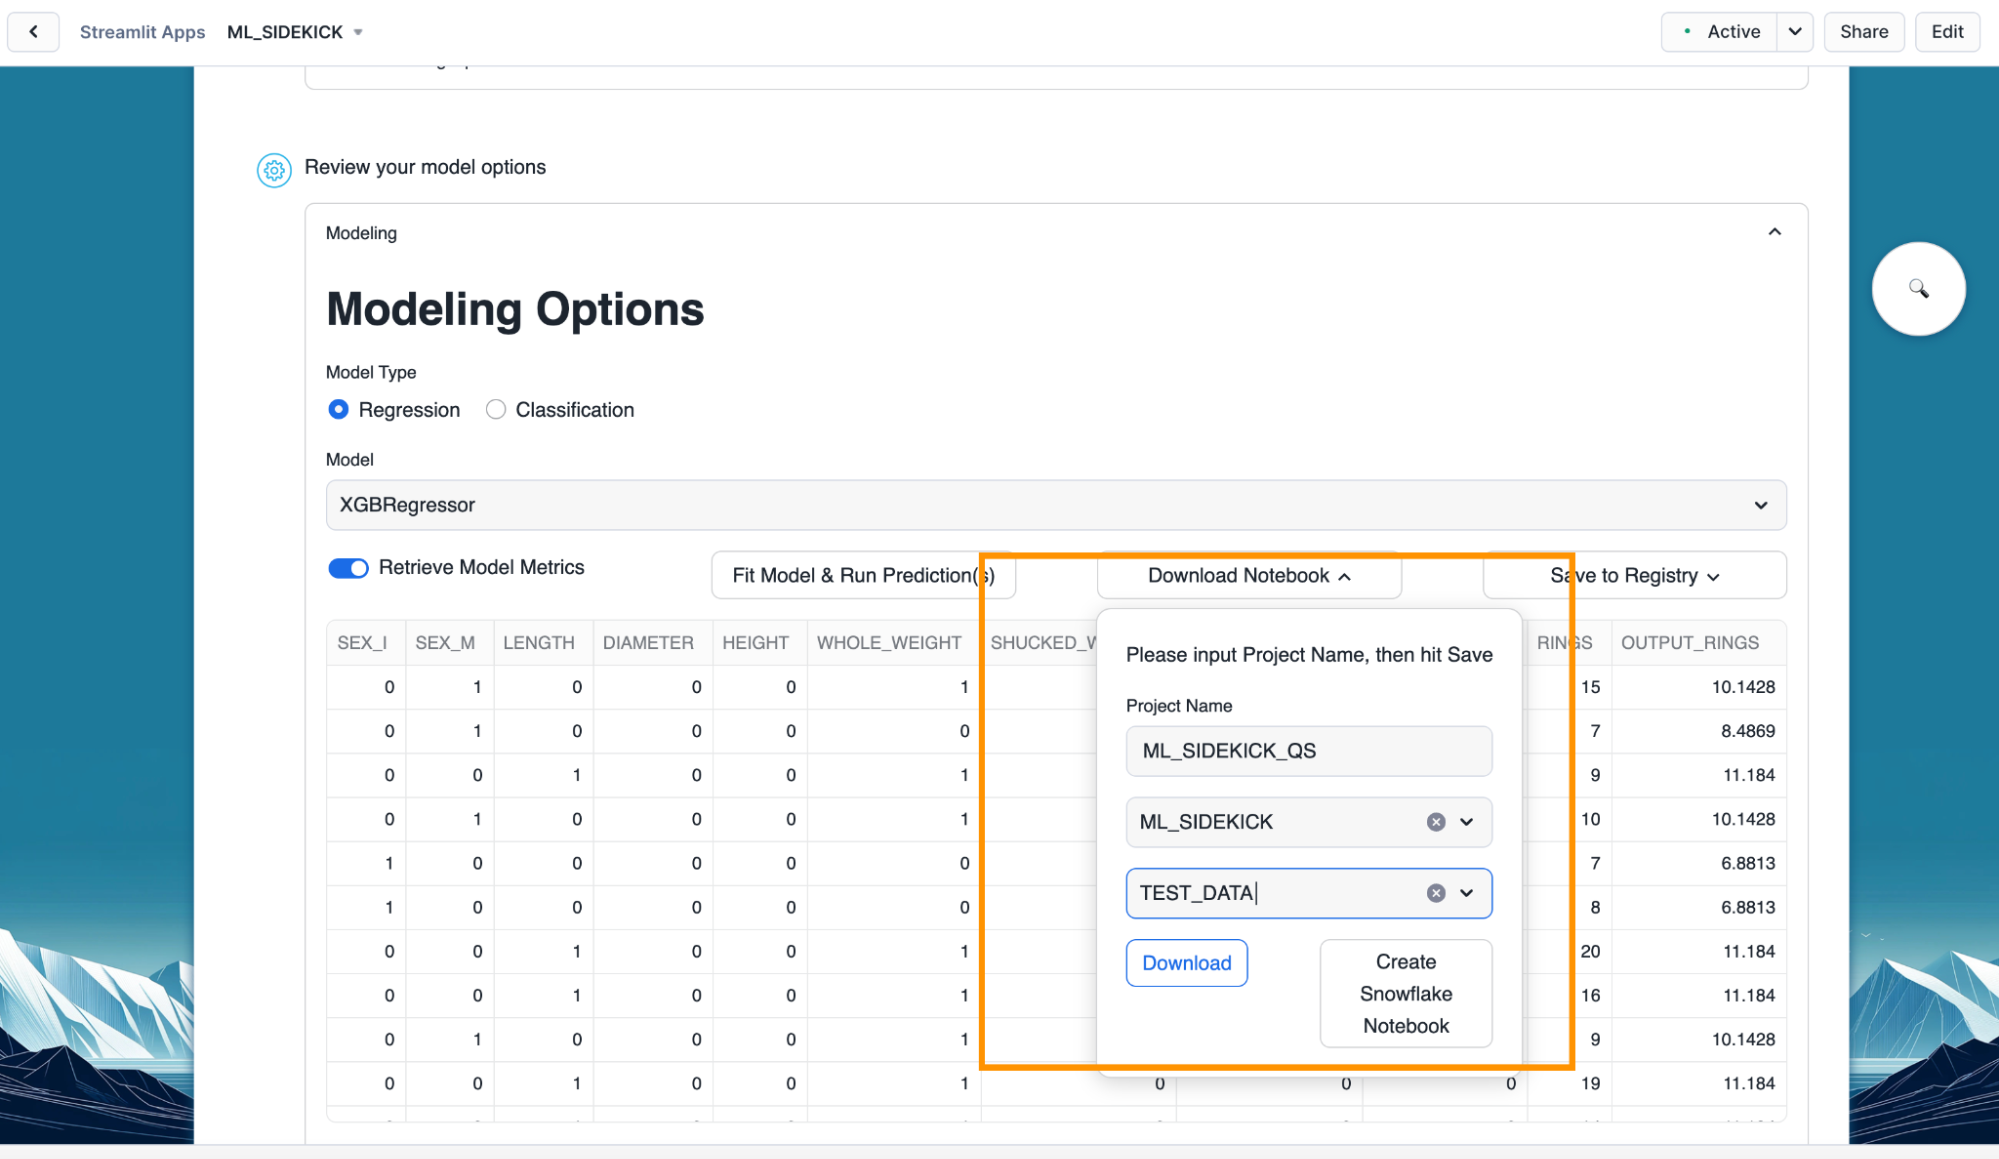 Streamlit Apps ML_SIDEKICK Active Share Edit
Review your model options
Modeling
Modeling Options
Model Type
Regression Classification
Model
XGBRegressor
Retrieve Model Metrics Fit Model & Run Prediction(s) Download Notebook Save to Registry
SEX_I SEX_M LENGTH DIAMETER HEIGHT WHOLE_WEIGHT SHUCKED_W RINGS OUTPUT_RINGS
Please input Project Name, then hit Save
0 1 0 0 0 1 15 10.1428
Project Name
0 1 0 0 0 0 7 8.4869
ML_SIDEKICK_QS
0 0 1 0 0 1 9 11.184
0 1 0 0 0 1 10 10.1428
ML_SIDEKICK
1 0 0 0 0 0 7 6.8813
TEST_DATA
1 0 0 0 0 0 8 6.8813
0 0 1 0 0 1 20 11.184
Download
Create
Snowflake
Notebook
0 0 1 0 0 1 16 11.184
0 1 0 0 0 1 9 10.1428
0 0 1 0 0 1 0 0 0 19 11.184